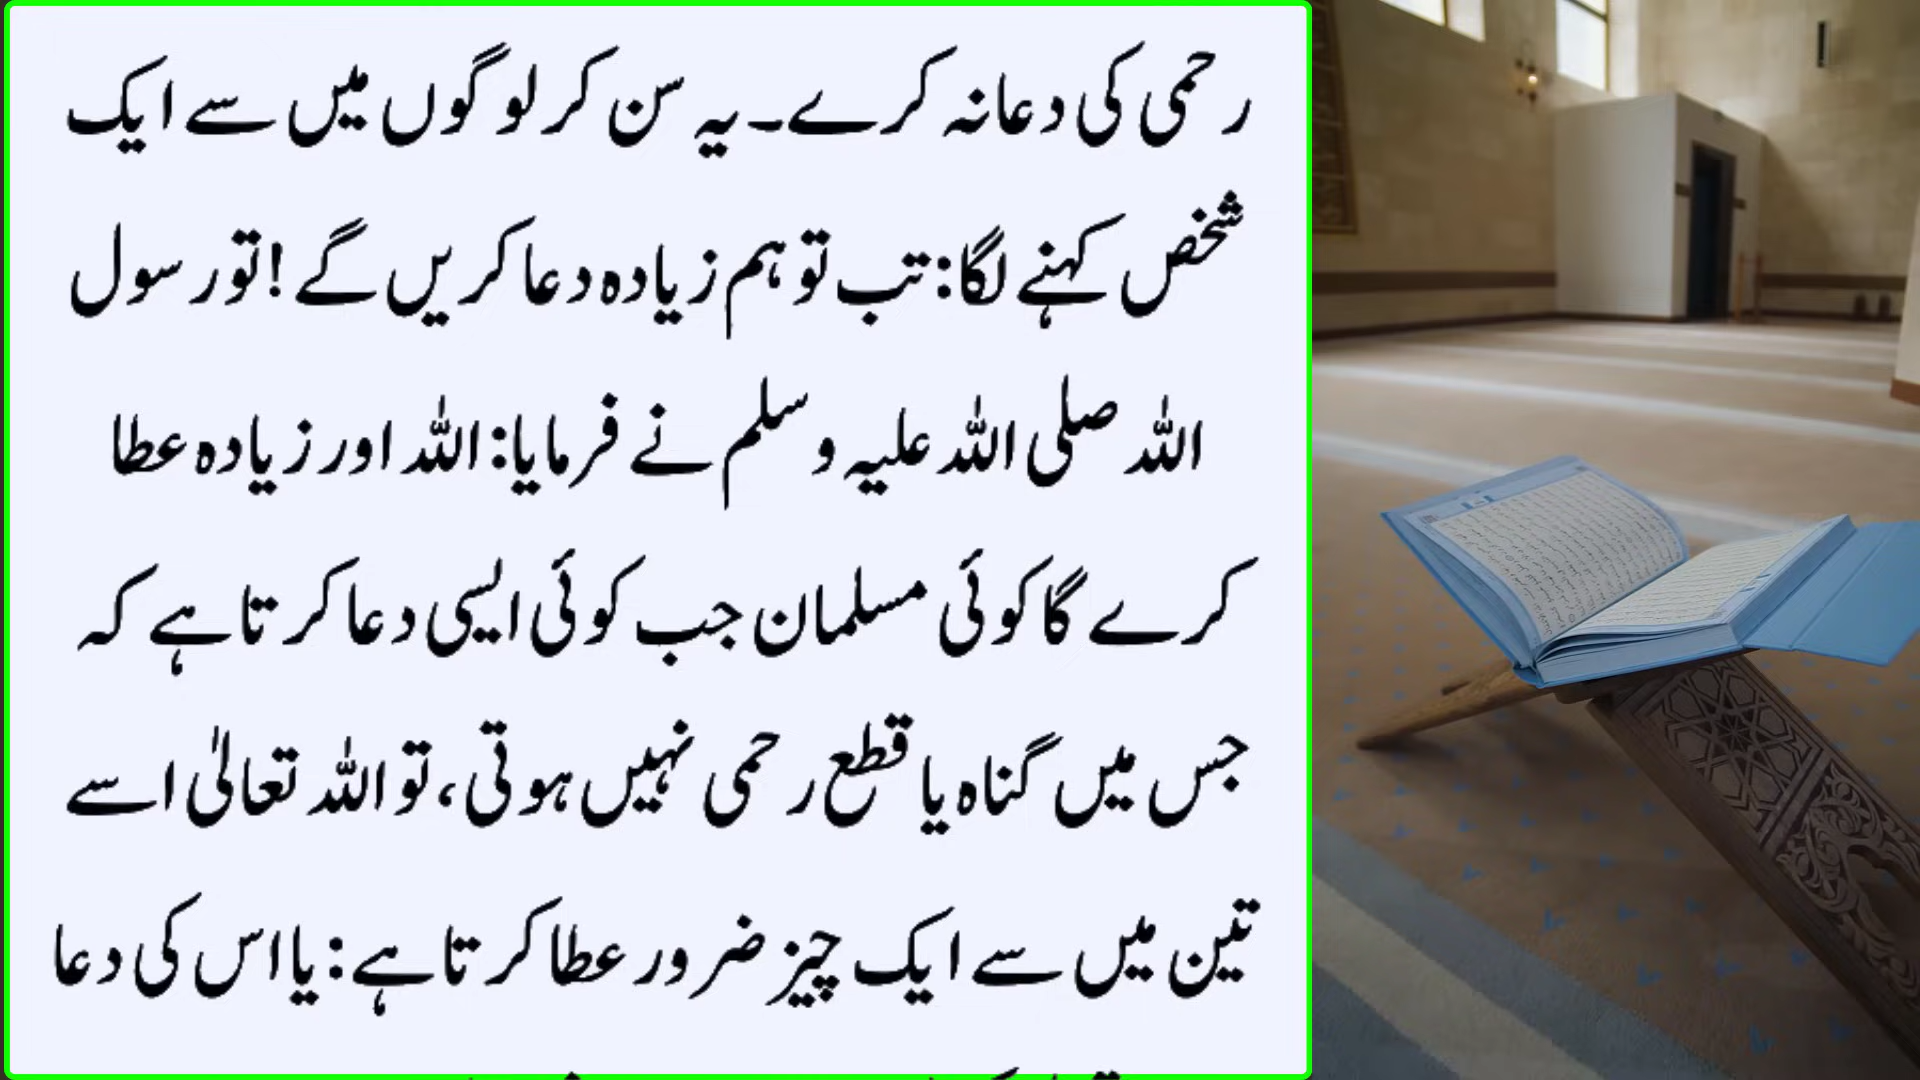 رحمی کی دعا نہ کرے۔ یہ سن کر لوگوں میں سے ایک
شخص کہنے لگا: تب تو ہم زیادہ دعا کریں گے! تو رسول
اللہ صلی اللہ علیہ وسلم نے فرمایا: اللہ اور زیادہ عطا
کرے گا کوئی مسلمان جب کوئی ایسی دعا کرتا ہے کہ
جس میں گناہ یا قطع رحمی نہیں ہوتی، تو اللہ تعالیٰ اسے
تین میں سے ایک چیز ضرور عطا کرتا ہے: یا اس کی دعا